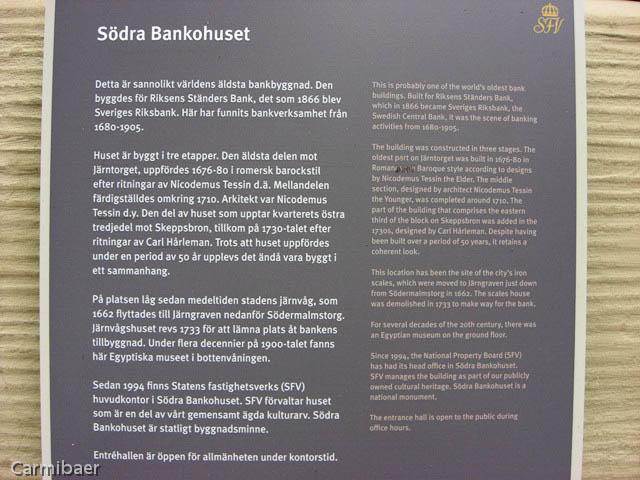 Södra Bankohuset
SFV
Detta är sannolikt världens äldsta bankbyggnad. Den
byggdes för Riksens Ständers Bank, det som 1866 blev
Sveriges Riksbank. Här har funnits bankverksamhet från
1680-1905.
Huset är byggt i tre etapper. Den äldsta delen mot
Järntorget, uppfördes 1676-80 i romersk barockstil
efter ritningar av Nicodemus Tessin d.ä. Mellandelen
färdigställdes omkring 1710. Arkitekt var Nicodemus
Tessin d.y. Den del av huset som upptar kvarterets östra
tredjedel mot Skeppsbron, tillkom på 1730-talet efter
ritningar av Carl Hårleman. Trots att huset uppfördes
under en period av 50 år upplevs det ändå vara byggt i
ett sammanhang.
På platsen låg sedan medeltiden stadens järnvåg, som
1662 flyttades till Järngraven nedanför Södermalmstorg.
Järnvågshuset revs 1733 för att lämna plats åt bankens
tillbyggnad. Under flera decennier på 1900-talet fanns
här Egyptiska museet i bottenvåningen.
Sedan 1994 finns Statens fastighetsverks (SFV)
huvudkontor i Södra Bankohuset. SFV förvaltar huset
som är en del av vårt gemensamt ägda kulturarv. Södra
Bankohuset är statligt byggnadsminne.
Entréhallen är öppen för allmänheten under kontorstid.
This is probably one of the world's oldest bank
buildings. Built for Riksens Ständers Bank,
which in 1866 became Sveriges Riksbank, the
Swedish Central Bank, it was the scene of banking
activities from 1680-1905.
The building was constructed in three stages. The
oldest part on Järntorget was built in 1676-80 in
Roman Baroque style according to designs
by Nicodemus Tessin the Elder. The middle
section, designed by architect Nicodemus Tessin
the Younger, was completed around 1710. The
part of the building that comprises the eastern
third of the block on Skeppsbron was added in the
1730s, designed by Carl Hårleman. Despite having
been built over a period of 50 years, it retains a
coherent look.
This location has been the site of the city's iron
scales, which were moved to Järngraven just down
from Södermalmstorg in 1662. The scales house
was demolished in 1733 to make way for the bank.
For several decades of the 20th century, there was
an Egyptian museum on the ground floor.
Since 1994, the National Property Board (SFV)
has had its head office in Södra Bankohuset.
SFV manages the building as part of our publicly
owned cultural heritage. Södra Bankohuset is a
national monument.
The entrance hall is open to the public during
office hours.
Carmibaer